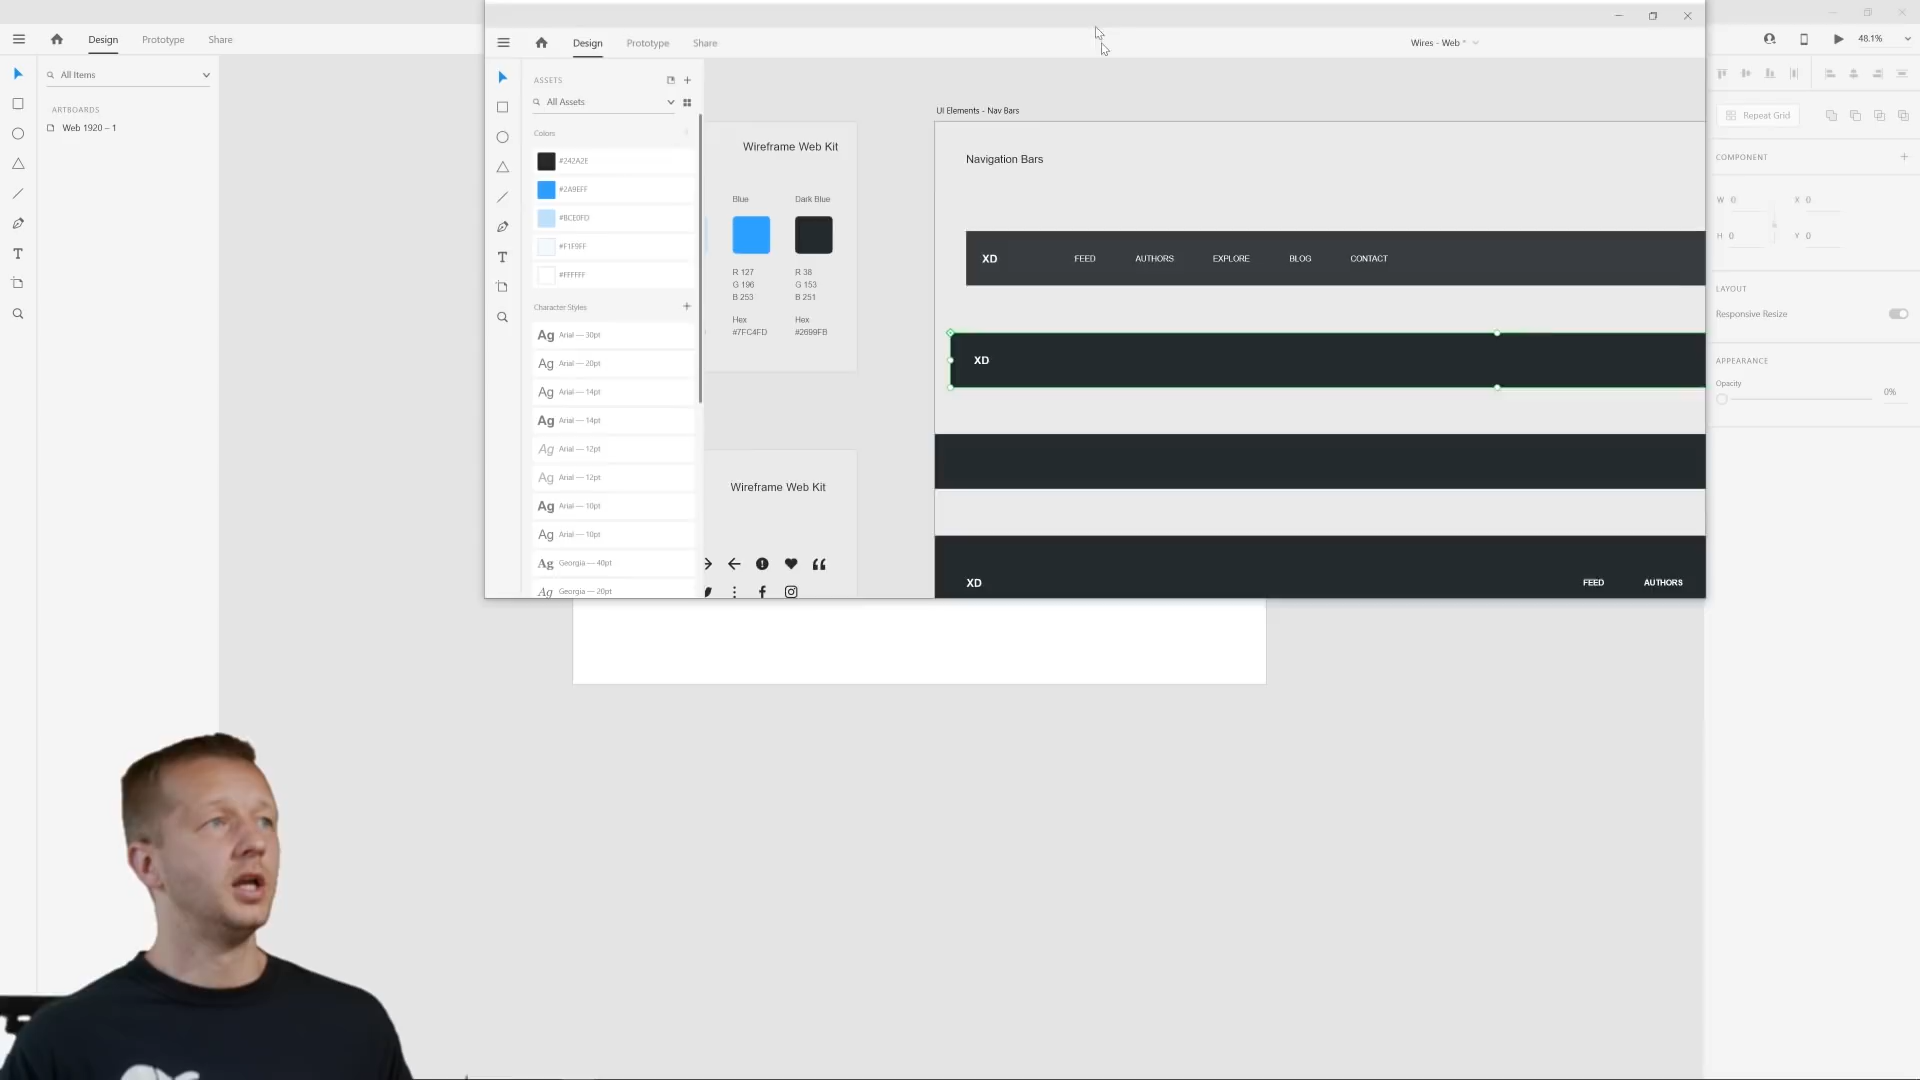 Design Prototype Share
All Items
ARTBOARDS
Web 1920 – 1
Design Prototype Share
Wires - Web *
ASSETS
All Assets
Colors
#242A2E
#2A9EFF
#BCE0FD
#F1F9FF
#FFFFFF
Character Styles
Ag Arial — 30pt
Ag Arial — 20pt
Ag Arial — 14pt
Ag Arial — 14pt
Ag Arial — 12pt
Ag Arial — 12pt
Ag Arial — 10pt
Ag Arial — 10pt
Ag Georgia — 40pt
Ag Georgia — 20pt
Wireframe Web Kit
Blue Dark Blue
R 127 R 38
G 196 G 153
B 253 B 251
Hex Hex
#7FC4FD #2699FB
Wireframe Web Kit
UI Elements - Nav Bars
Navigation Bars
XD FEED AUTHORS EXPLORE BLOG CONTACT
XD
XD FEED AUTHORS
48.1%
Repeat Grid
COMPONENT
W 0 X 0
H 0 Y 0
LAYOUT
Responsive Resize
APPEARANCE
Opacity
0%